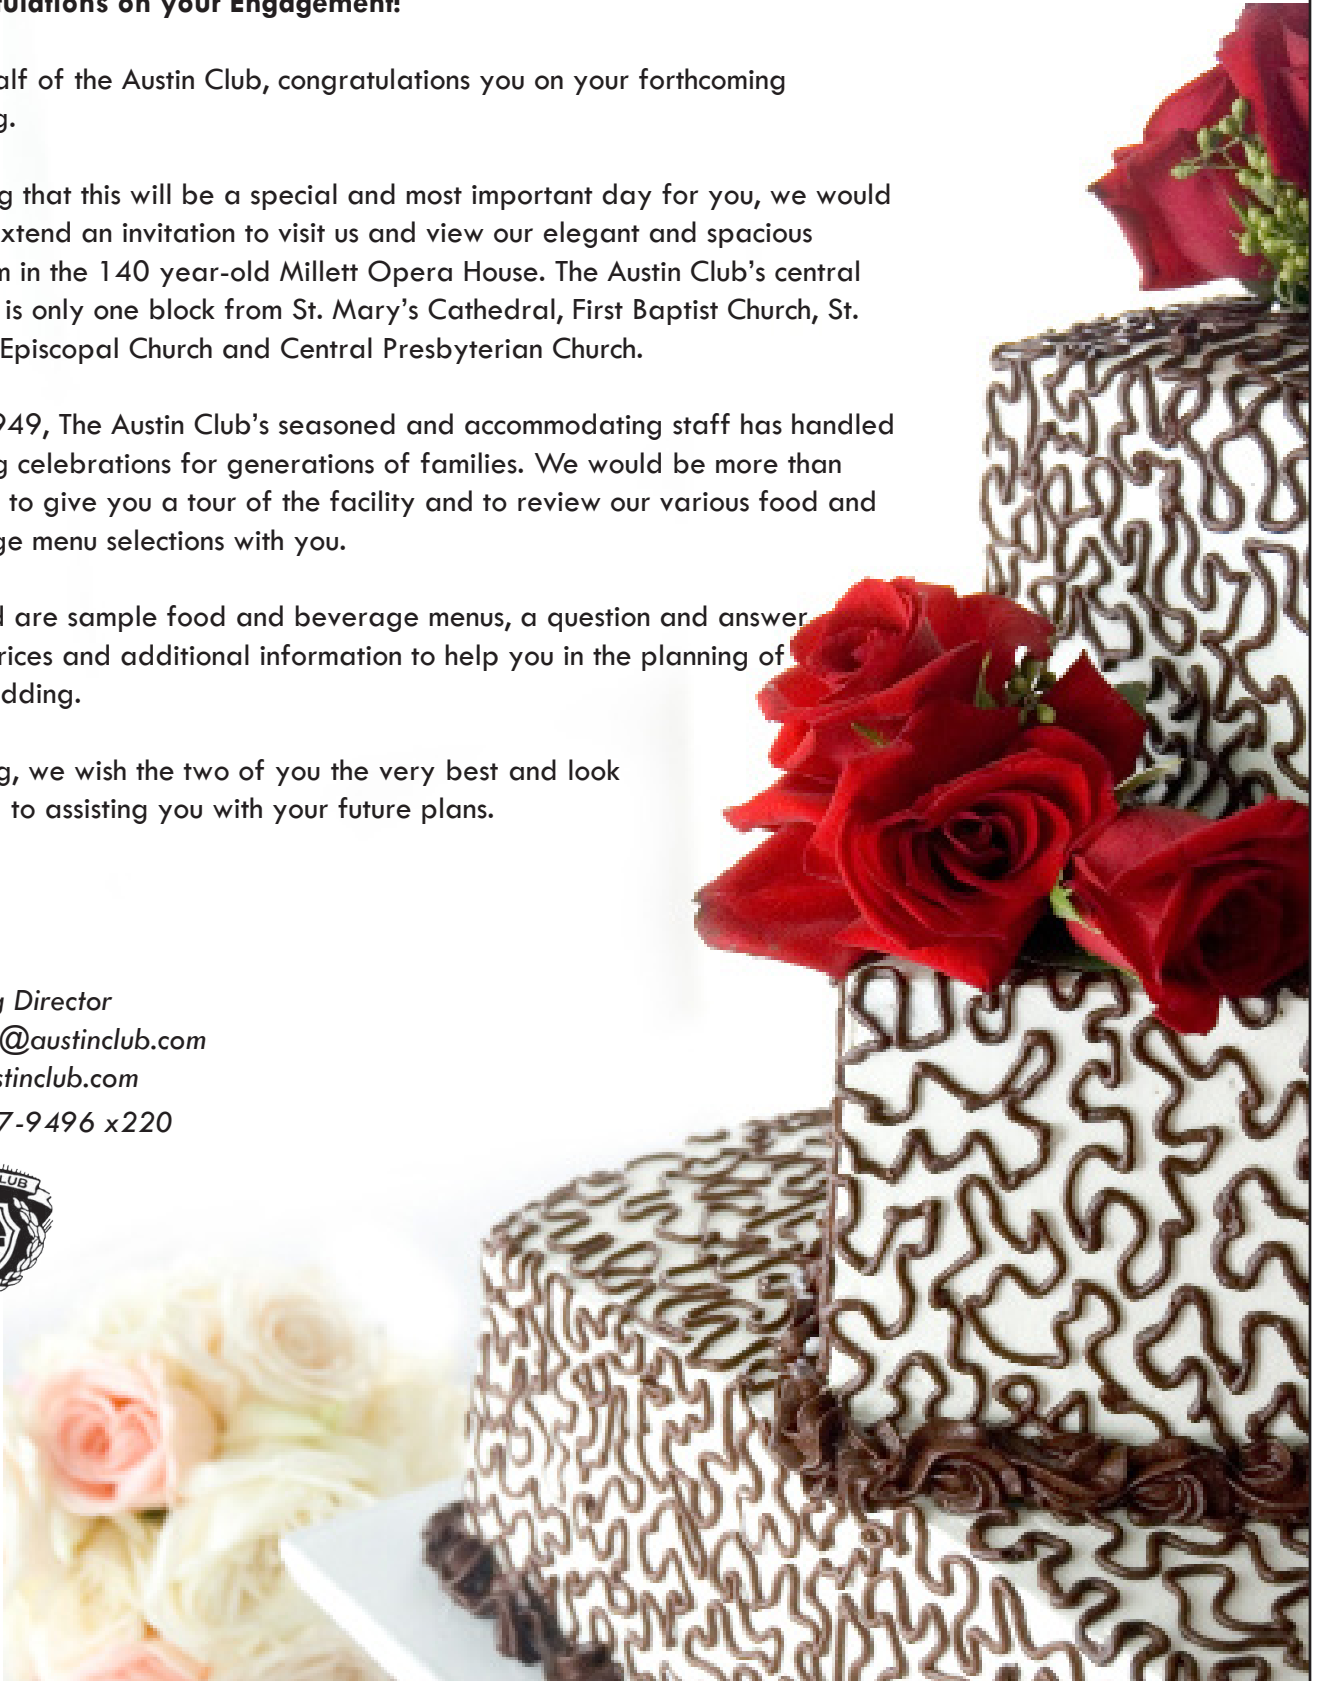 ulations on your Engagement!
alf of the Austin Club, congratulations you on your forthcoming
g.
g that this will be a special and most important day for you, we would
xtend an invitation to visit us and view our elegant and spacious
m in the 140 year-old Millett Opera House. The Austin Club's central
is only one block from St. Mary's Cathedral, First Baptist Church, St.
Episcopal Church and Central Presbyterian Church.
949, The Austin Club's seasoned and accommodating staff has handled
g celebrations for generations of families. We would be more than
to give you a tour of the facility and to review our various food and
ge menu selections with you.
d are sample food and beverage menus, a question and answer
rices and additional information to help you in the planning of
dding.
g, we wish the two of you the very best and look
to assisting you with your future plans.
g Director
@austinclub.com
stinclub.com
7-9496 x220
LUB